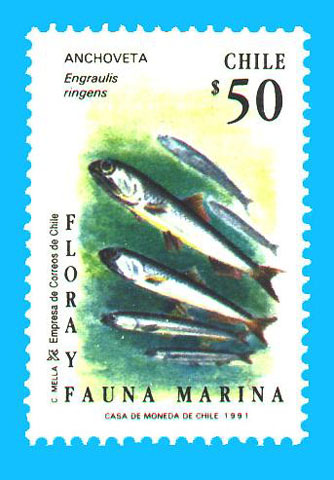 ANCHOVETA
Engraulis
ringens
CHILE
$50
C. MELLA Empresa de Correos de Chile
FLORA Y
FAUNA MARINA
CASA DE MONEDA DE CHILE 1991